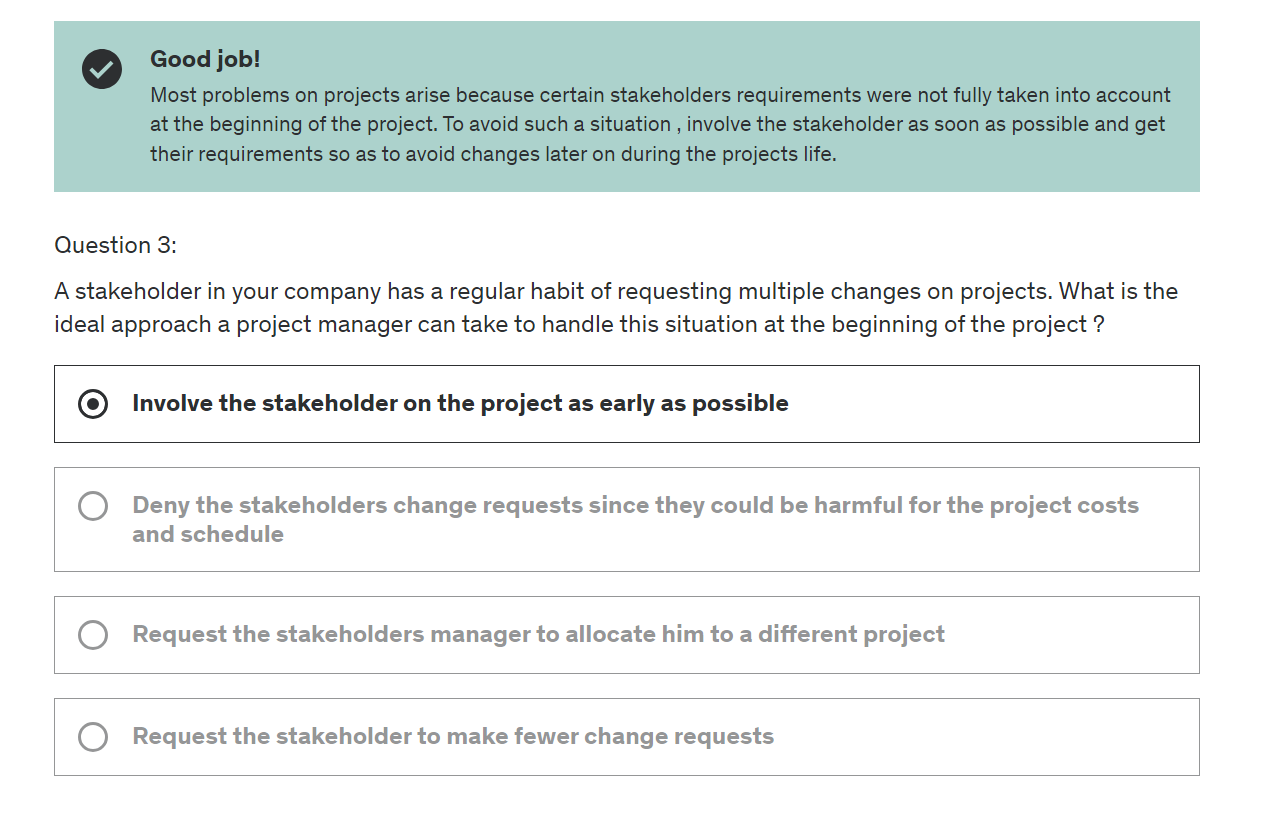 Good job!
Most problems on projects arise because certain stakeholders requirements were not fully taken into account
at the beginning of the project. To avoid such a situation , involve the stakeholder as soon as possible and get
their requirements so as to avoid changes later on during the projects life.
Question 3:
A stakeholder in your company has a regular habit of requesting multiple changes on projects. What is the
ideal approach a project manager can take to handle this situation at the beginning of the project ?
Involve the stakeholder on the project as early as possible
Deny the stakeholders change requests since they could be harmful for the project costs
and schedule
Request the stakeholders manager to allocate him to a different project
Request the stakeholder to make fewer change requests